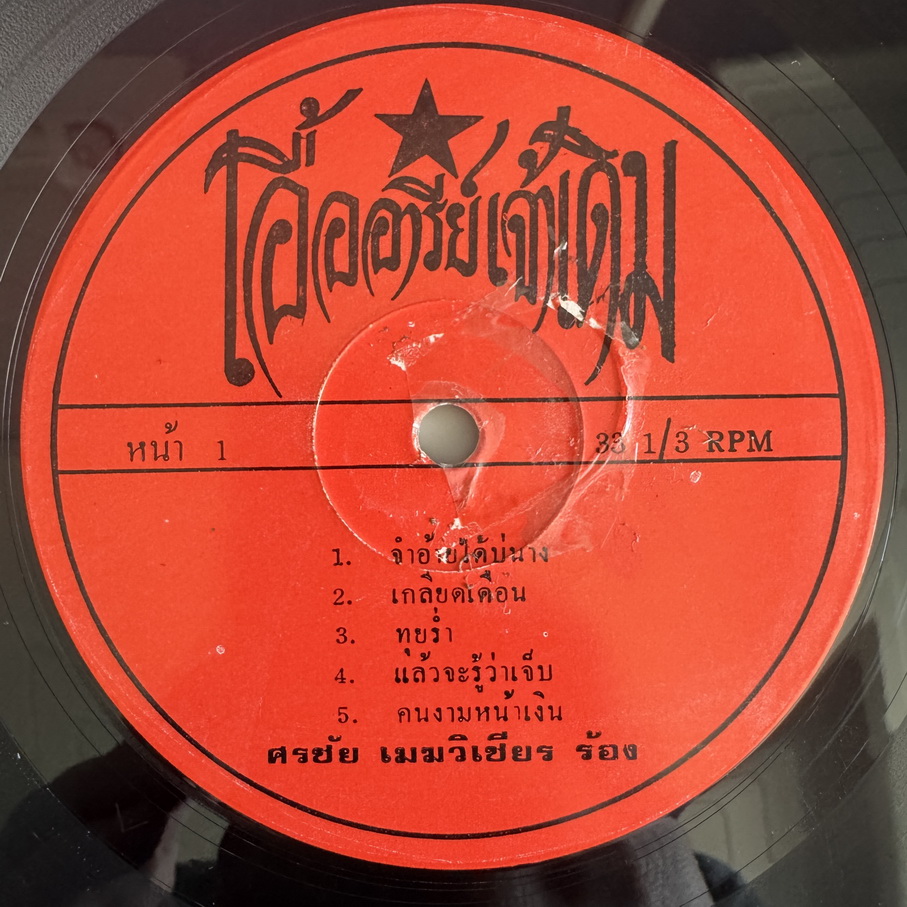 เอื้ออารีย์เจ้าเดิม
หน้า 1
33 1/3 RPM
1. จำอ้ายได้บ่นาง
2. เกลียดเดือน
3. ทุยร่ำ
4. แล้วจะรู้ว่าเจ็บ
5. คนงามหน้าเงิน
ศรชัย เมฆวิเชียร ร้อง